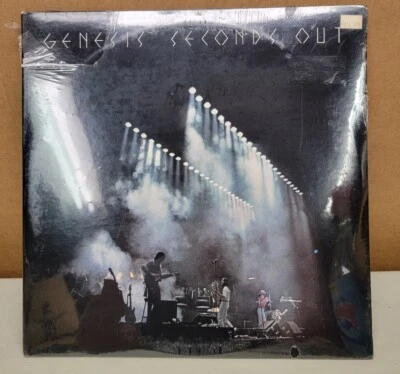 GENESIS SECONDS OUT